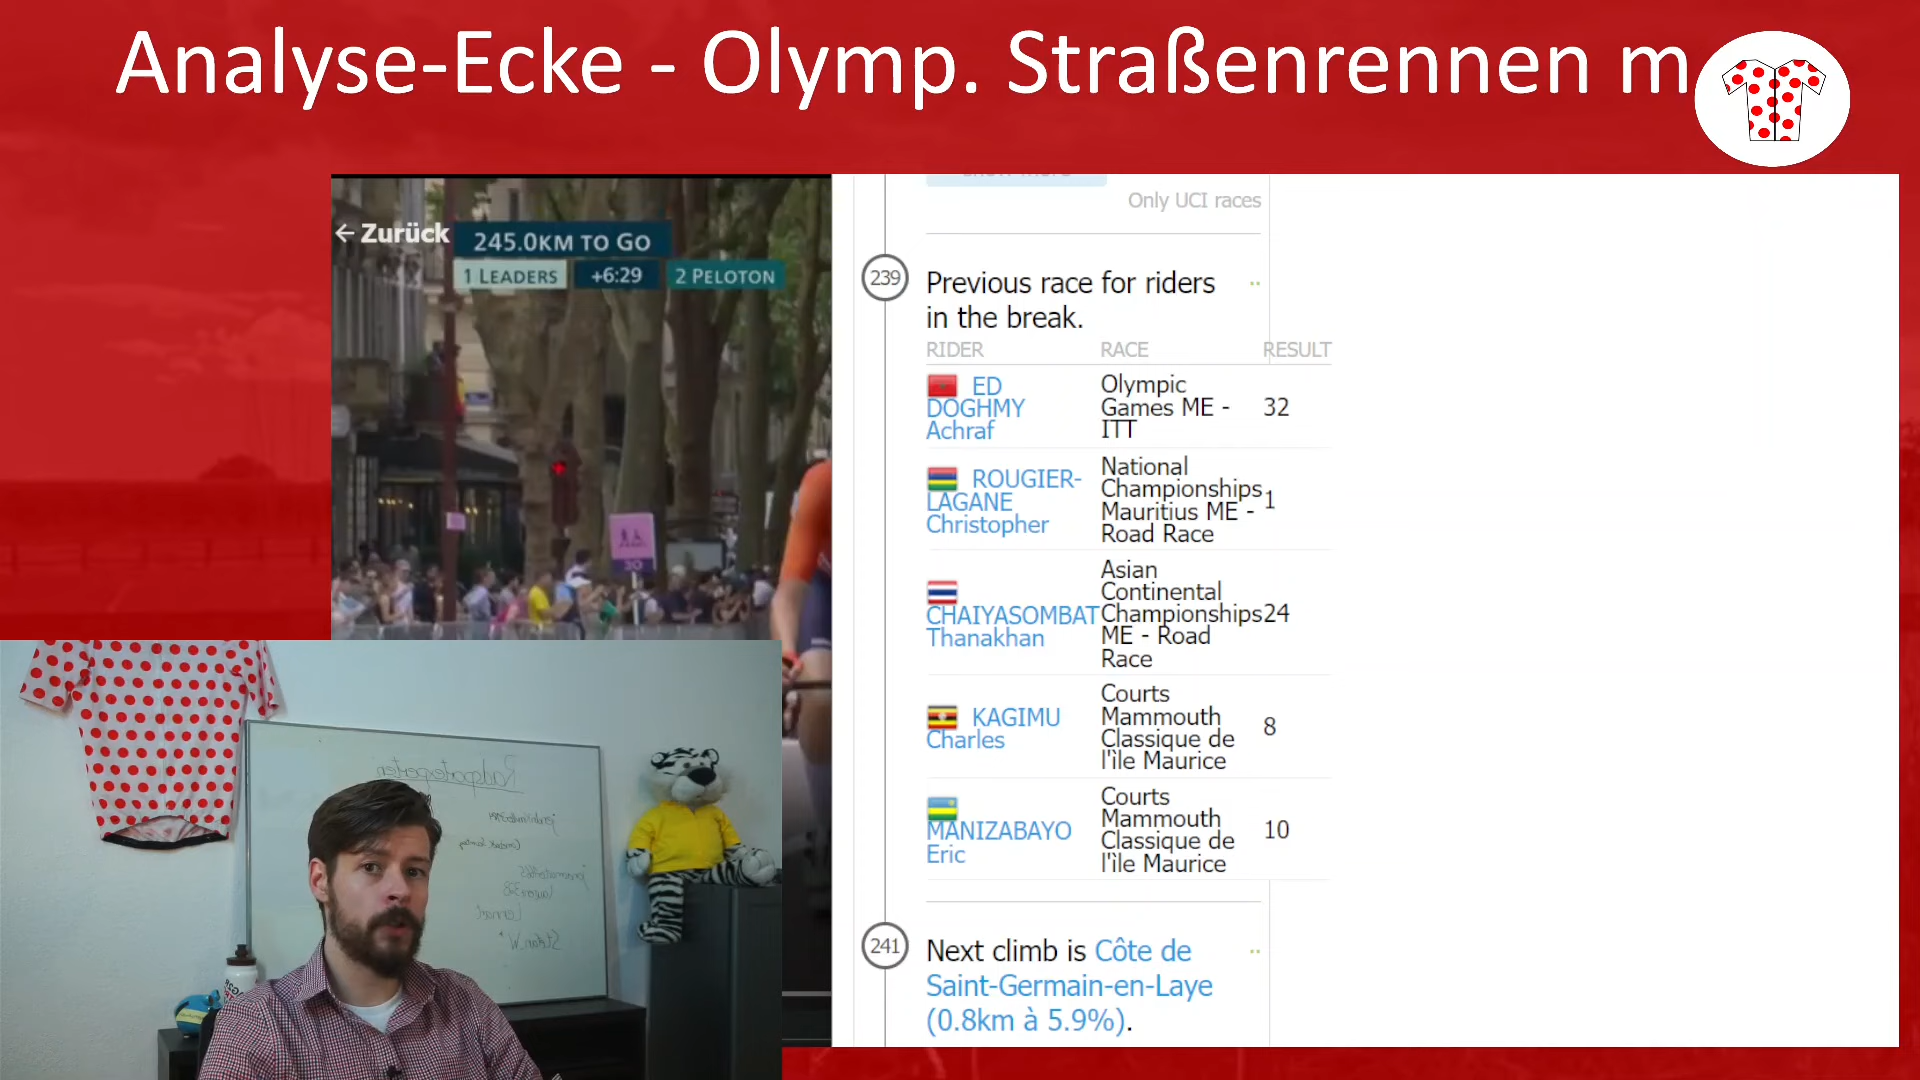 Analyse-Ecke - Olymp. Straßenrennen m
← Zurück
245.0KM TO GO
1 LEADERS +6:29 2 PELOTON
30
Only UCI races
239
Previous race for riders
in the break.
RIDER RACE RESULT
ED
DOGHMY
Achraf
Olympic
Games ME -
ITT
32
ROUGIER-
LAGANE
Christopher
National
Championships
Mauritius ME -
Road Race
1
CHAIYASOMBAT
Thanakhan
Asian
Continental
Championships
ME - Road
Race
24
KAGIMU
Charles
Courts
Mammouth
Classique de
l'île Maurice
8
MANIZABAYO
Eric
Courts
Mammouth
Classique de
l'île Maurice
10
241
Next climb is Côte de
Saint-Germain-en-Laye
(0.8km à 5.9%).
Radsportexperten
Lennart
Stefan W.